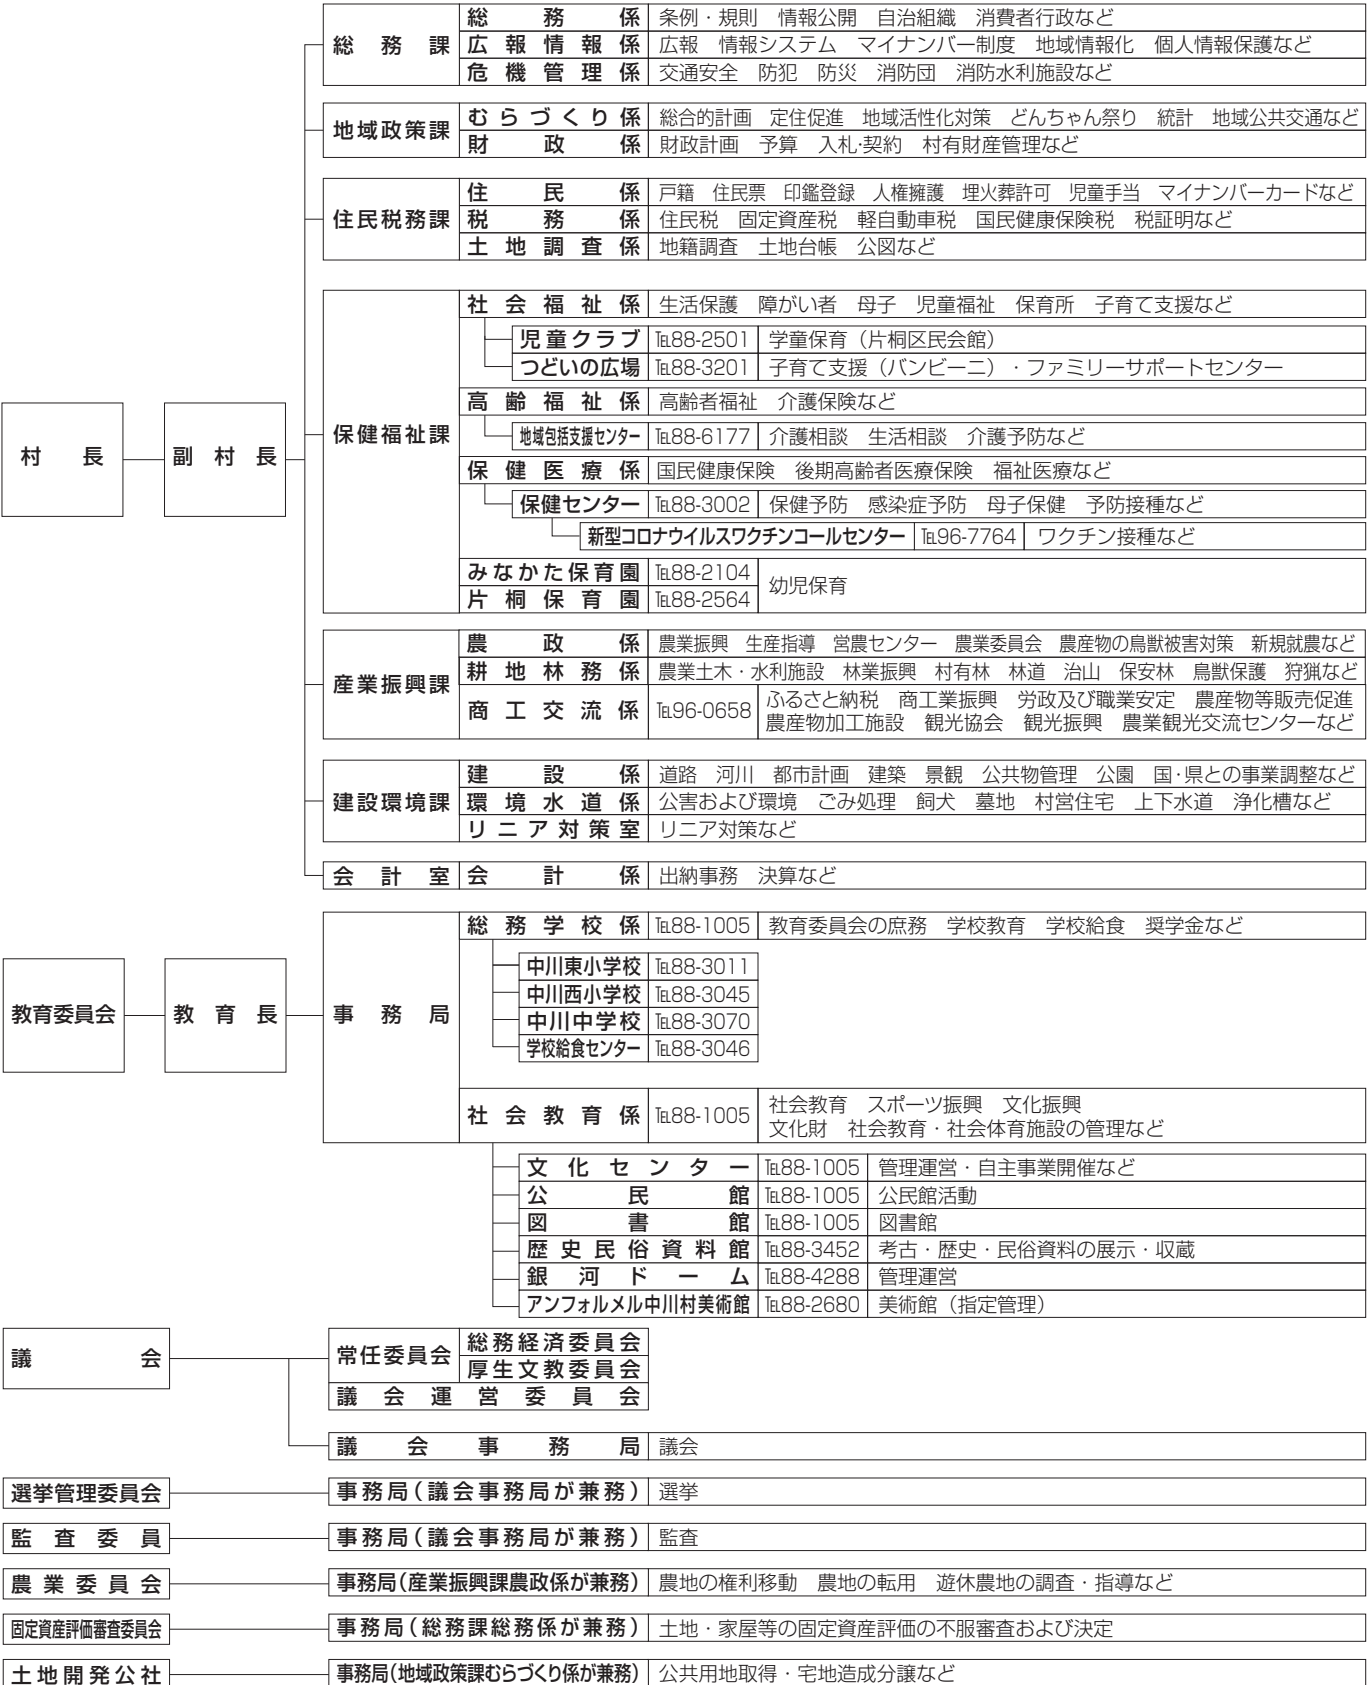 総務課
総務係 条例・規則 情報公開 自治組織 消費者行政など
広報情報係 広報 情報システム マイナンバー制度 地域情報化 個人情報保護など
危機管理係 交通安全 防犯 防災 消防団 消防水利施設など
地域政策課
むらづくり係 総合的計画 定住促進 地域活性化対策 どんちゃん祭り 統計 地域公共交通など
財政係 財政計画 予算 入札・契約 村有財産管理など
住民税務課
住民係 戸籍 住民票 印鑑登録 人権擁護 埋火葬許可 児童手当 マイナンバーカードなど
税務係 住民税 固定資産税 軽自動車税 国民健康保険税 税証明など
土地調査係 地籍調査 土地台帳 公図など
村長 副村長 保健福祉課
社会福祉係 生活保護 障がい者 母子 児童福祉 保育所 子育て支援など
児童クラブ ℡88-2501 学童保育（片桐区民会館）
つどいの広場 ℡88-3201 子育て支援（バンビーニ）・ファミリーサポートセンター
高齢福祉係 高齢者福祉 介護保険など
地域包括支援センター ℡88-6177 介護相談 生活相談 介護予防など
保健医療係 国民健康保険 後期高齢者医療保険 福祉医療など
保健センター ℡88-3002 保健予防 感染症予防 母子保健 予防接種など
新型コロナウイルスワクチンコールセンター ℡96-7764 ワクチン接種など
みなかた保育園 ℡88-2104 幼児保育
片桐保育園 ℡88-2564
産業振興課
農政係 農業振興 生産指導 営農センター 農業委員会 農産物の鳥獣被害対策 新規就農など
耕地林務係 農業土木・水利施設 林業振興 村有林 林道 治山 保安林 鳥獣保護 狩猟など
商工交流係 ℡96-0658 ふるさと納税 商工業振興 労政及び職業安定 農産物等販売促進
農産物加工施設 観光協会 観光振興 農業観光交流センターなど
建設環境課
建設係 道路 河川 都市計画 建築 景観 公共物管理 公園 国・県との事業調整など
環境水道係 公害および環境 ごみ処理 飼犬 墓地 村営住宅 上下水道 浄化槽など
リニア対策室 リニア対策など
会計室 会計係 出納事務 決算など
教育委員会 教育長 事務局
総務学校係 ℡88-1005 教育委員会の庶務 学校教育 学校給食 奨学金など
中川東小学校 ℡88-3011
中川西小学校 ℡88-3045
中川中学校 ℡88-3070
学校給食センター ℡88-3046
社会教育係 ℡88-1005 社会教育 スポーツ振興 文化振興
文化財 社会教育・社会体育施設の管理など
文化センター ℡88-1005 管理運営・自主事業開催など
公民館 ℡88-1005 公民館活動
図書館 ℡88-1005 図書館
歴史民俗資料館 ℡88-3452 考古・歴史・民俗資料の展示・収蔵
銀河ドーム ℡88-4288 管理運営
アンフォルメル中川村美術館 ℡88-2680 美術館（指定管理）
議会 常任委員会 総務経済委員会
厚生文教委員会
議会運営委員会
議会事務局 議会
選挙管理委員会 事務局（議会事務局が兼務） 選挙
監査委員 事務局（議会事務局が兼務） 監査
農業委員会 事務局（産業振興課農政係が兼務） 農地の権利移動 農地の転用 遊休農地の調査・指導など
固定資産評価審査委員会 事務局（総務課総務係が兼務） 土地・家屋等の固定資産評価の不服審査および決定
土地開発公社 事務局（地域政策課むらづくり係が兼務） 公共用地取得・宅地造成分譲など